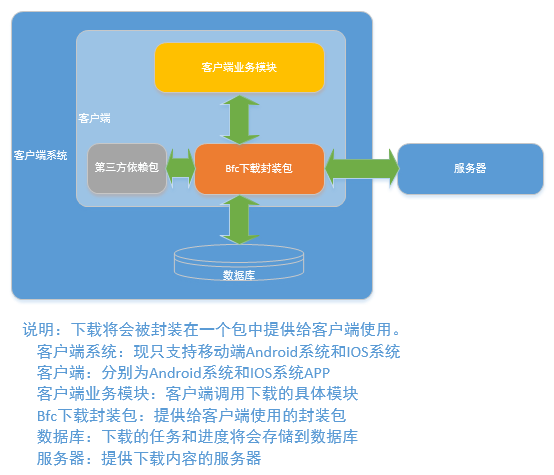 客户端业务模块
客户端
客户端系统
第三方依赖包
Bfc下载封装包
服务器
数据库
说明：下载将会被封装在一个包中提供给客户端使用。
客户端系统：现只支持移动端Android系统和IOS系统
客户端：分别为Android系统和IOS系统APP
客户端业务模块：客户端调用下载的具体模块
Bfc下载封装包：提供给客户端使用的封装包
数据库：下载的任务和进度将会存储到数据库
服务器：提供下载内容的服务器